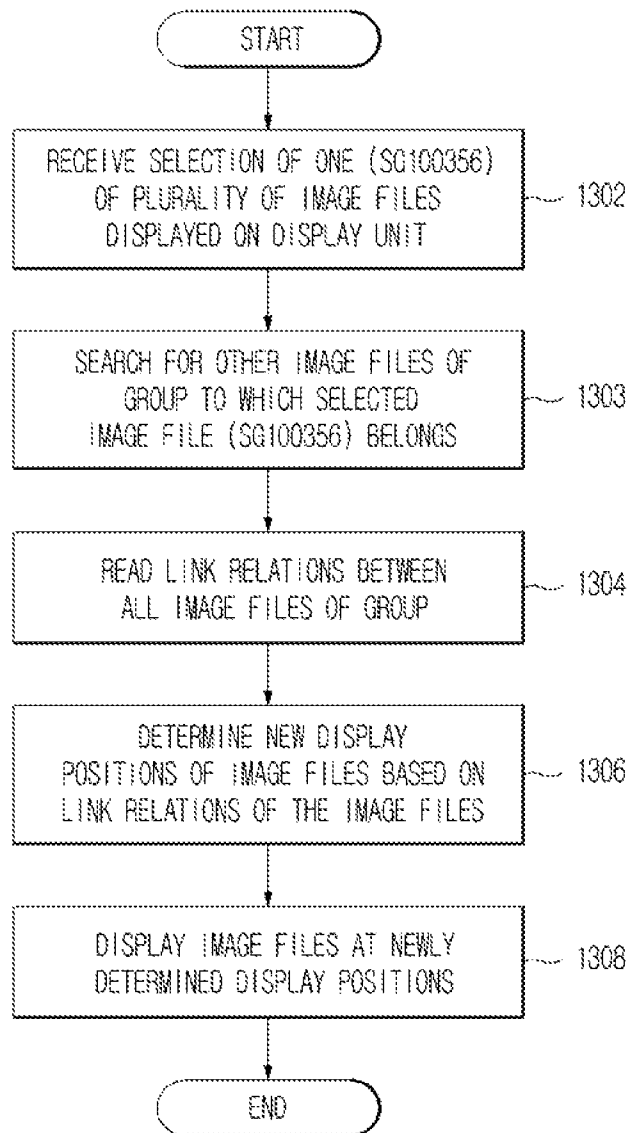 START
RECEIVE SELECTION OF ONE (SG100356)
OF PLURALITY OF IMAGE FILES
DISPLAYED ON DISPLAY UNIT
1302
SEARCH FOR OTHER IMAGE FILES OF
GROUP TO WHICH SELECTED
IMAGE FILE (SG100356) BELONGS
1303
READ LINK RELATIONS BETWEEN
ALL IMAGE FILES OF GROUP
1304
DETERMINE NEW DISPLAY
POSITIONS OF IMAGE FILES BASED ON
LINK RELATIONS OF THE IMAGE FILES
1306
DISPLAY IMAGE FILES AT NEWLY
DETERMINED DISPLAY POSITIONS
1308
END